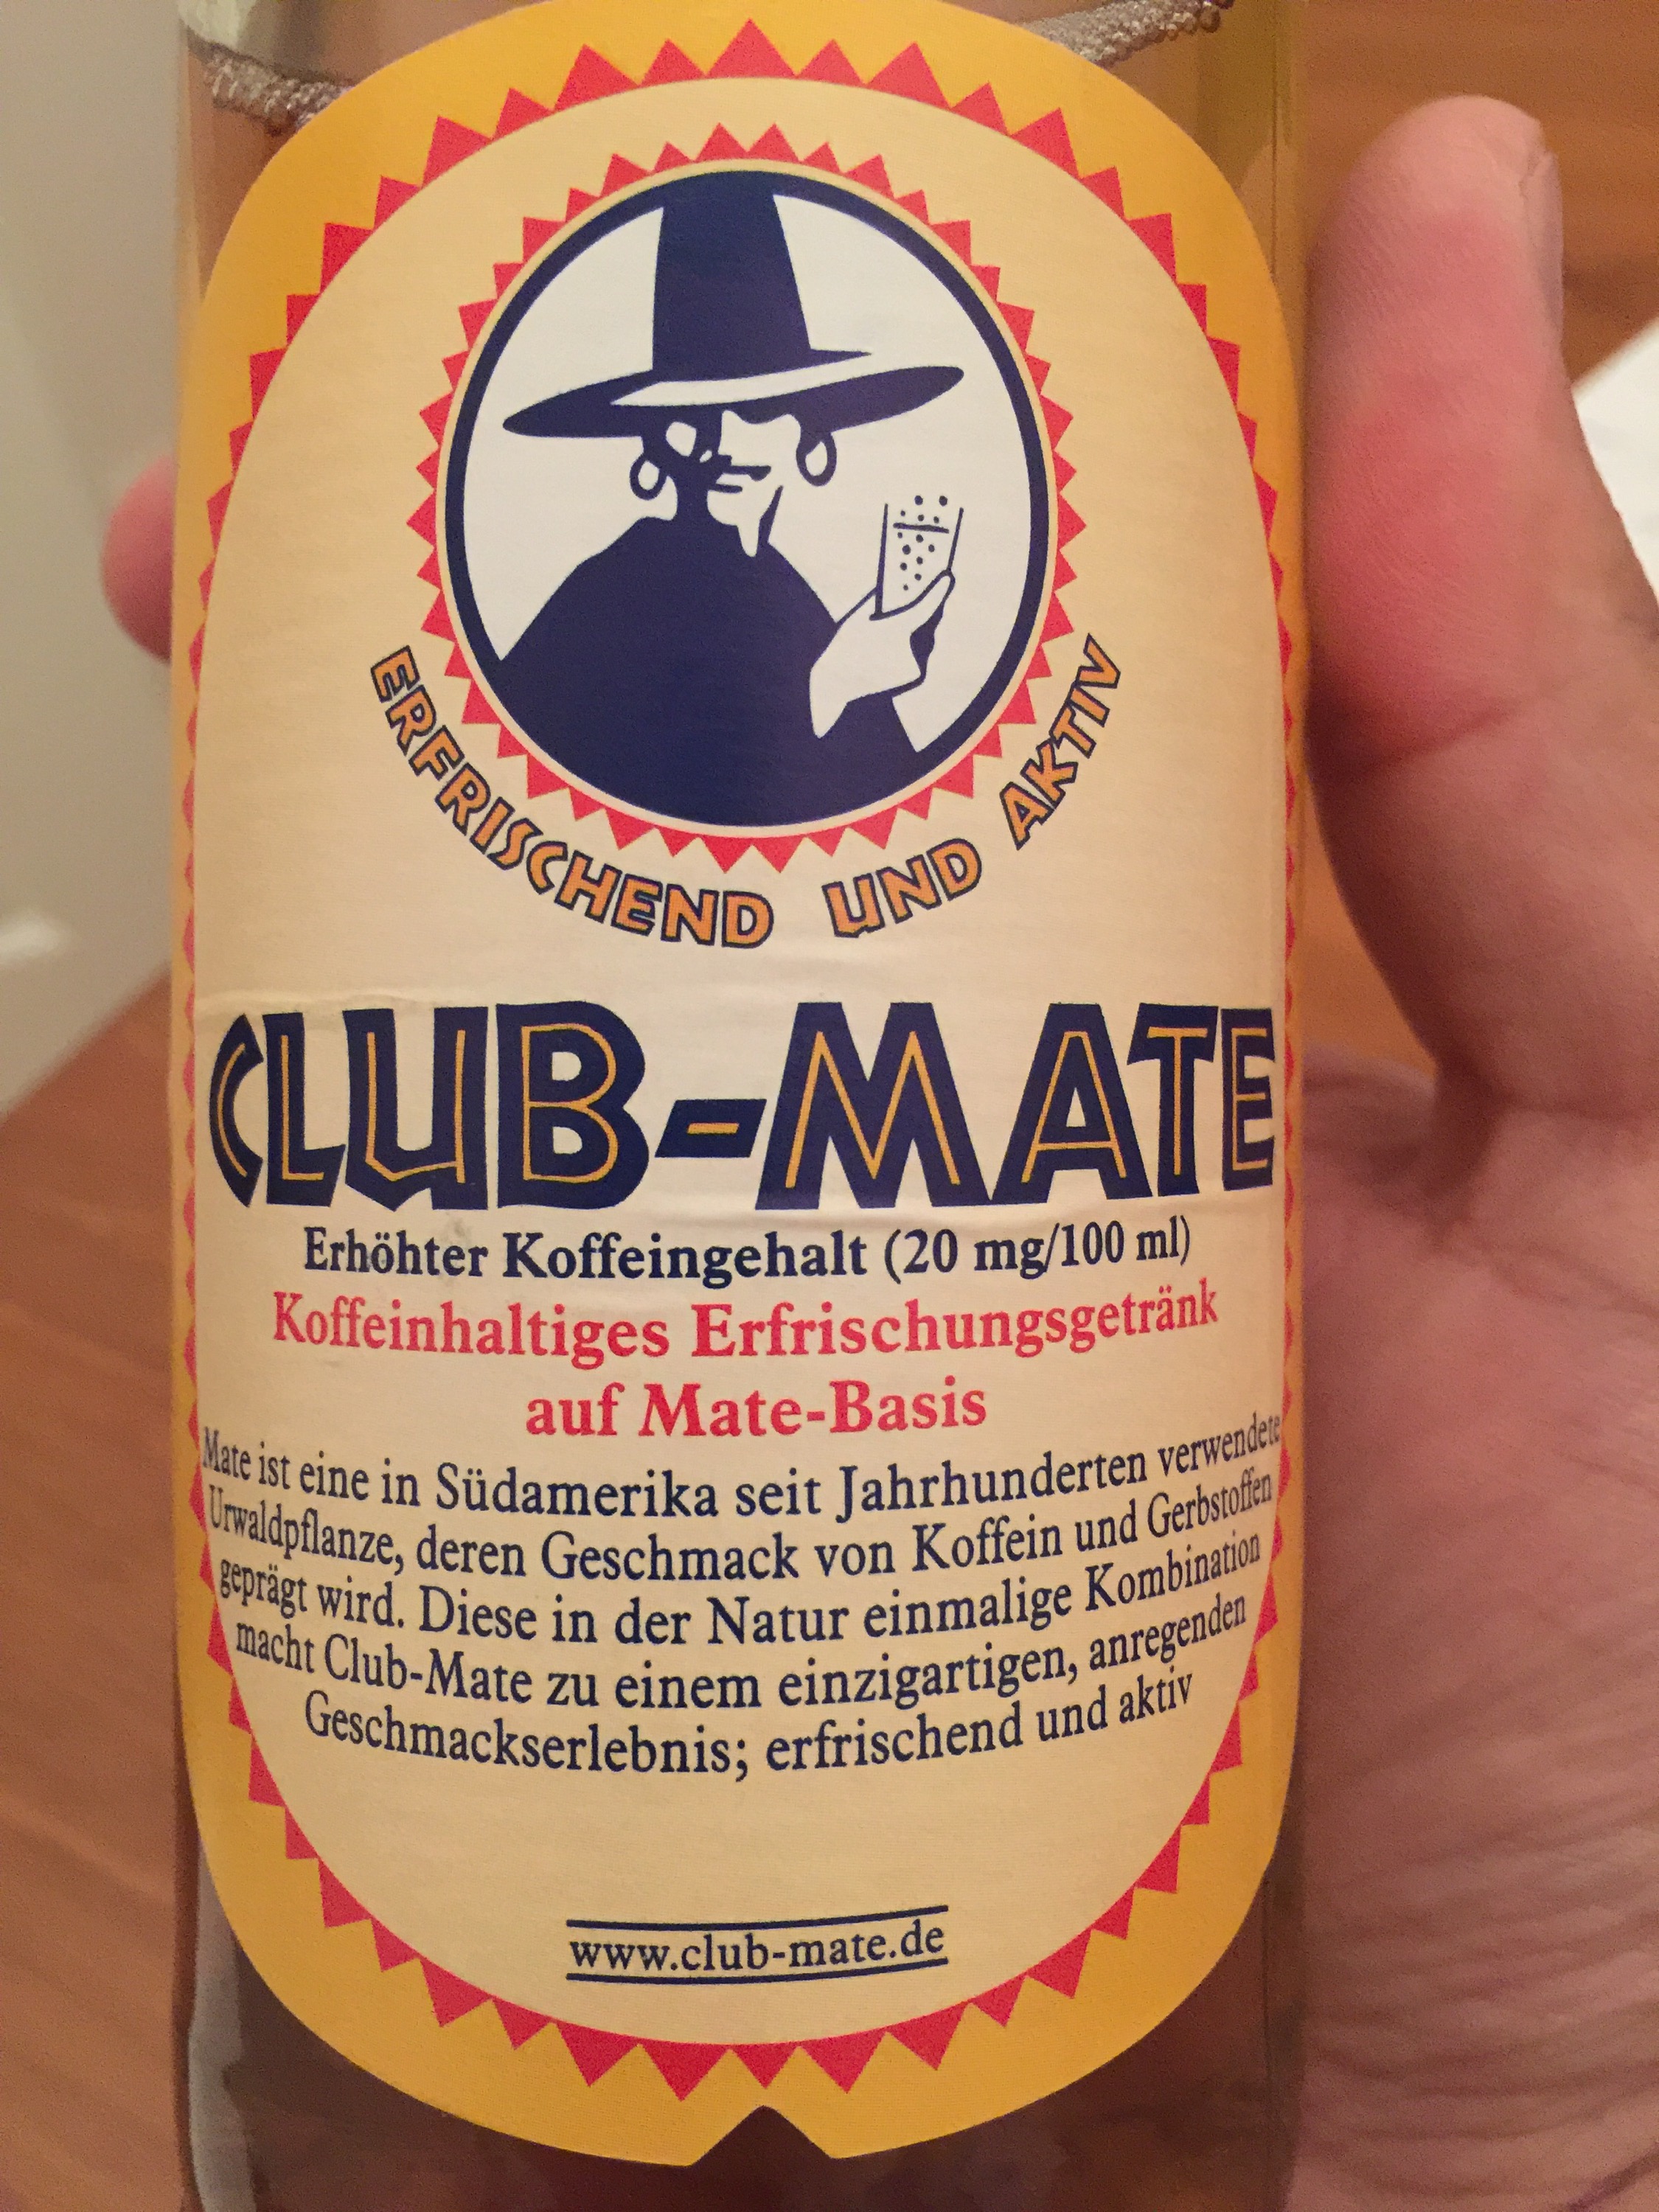 ERFRISCHEND UND AKTIV
CLUB-MATE
Erhöhter Koffeingehalt (20 mg/100 ml)
Koffeinhaltiges Erfrischungsgetränk
auf Mate-Basis
Mate ist eine in Südamerika seit Jahrhunderten verwendete
Urwaldpflanze, deren Geschmack von Koffein und Gerbstoffen
geprägt wird. Diese in der Natur einmalige Kombination
macht Club-Mate zu einem einzigartigen, anregenden
Geschmackserlebnis; erfrischend und aktiv
www.club-mate.de